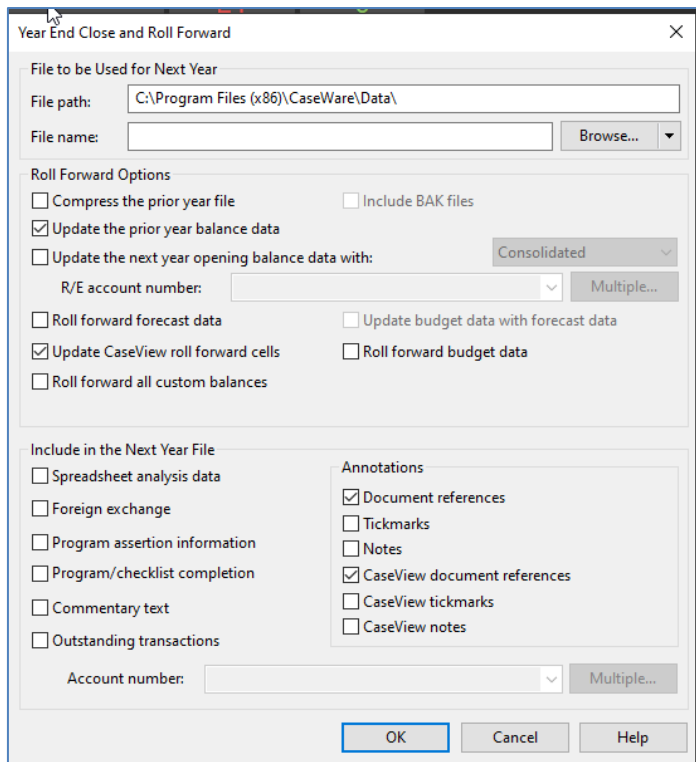 Year End Close and Roll Forward
File to be Used for Next Year
File path: C:\Program Files (x86)\CaseWare\Data\
File name: Browse...
Roll Forward Options
Compress the prior year file Include BAK files
Update the prior year balance data
Update the next year opening balance data with: Consolidated
R/E account number: Multiple...
Roll forward forecast data Update budget data with forecast data
Update CaseView roll forward cells Roll forward budget data
Roll forward all custom balances
Include in the Next Year File
Spreadsheet analysis data
Foreign exchange
Program assertion information
Program/checklist completion
Commentary text
Outstanding transactions
Annotations
Document references
Tickmarks
Notes
CaseView document references
CaseView tickmarks
CaseView notes
Account number: Multiple...
OK Cancel Help